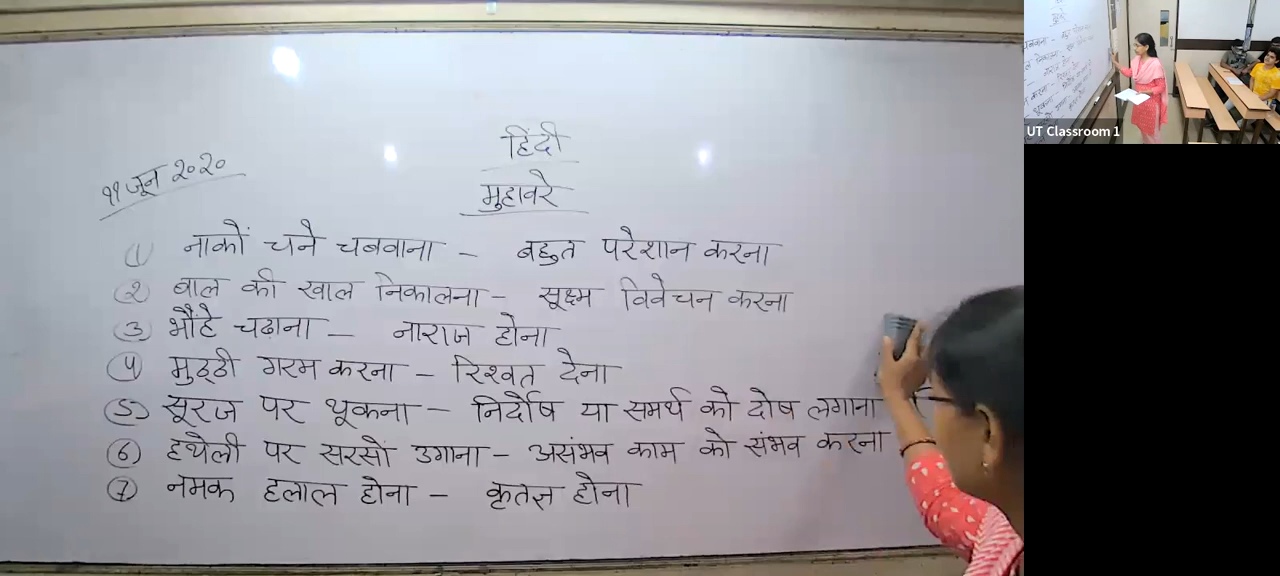 हिंदी
११ जून २०२०
मुहावरे
① नाकों चने चबवाना – बहुत परेशान करना
② बाल की खाल निकालना – सूक्ष्म विवेचन करना
③ भौंहे चढ़ाना – नाराज होना
④ मुट्ठी गरम करना – रिश्वत देना
⑤ सूरज पर थूकना – निर्दोष या समर्थ को दोष लगाना
⑥ हथेली पर सरसों उगाना – असंभव काम को संभव करना
⑦ नमक हलाल होना – कृतज्ञ होना
UT Classroom 1